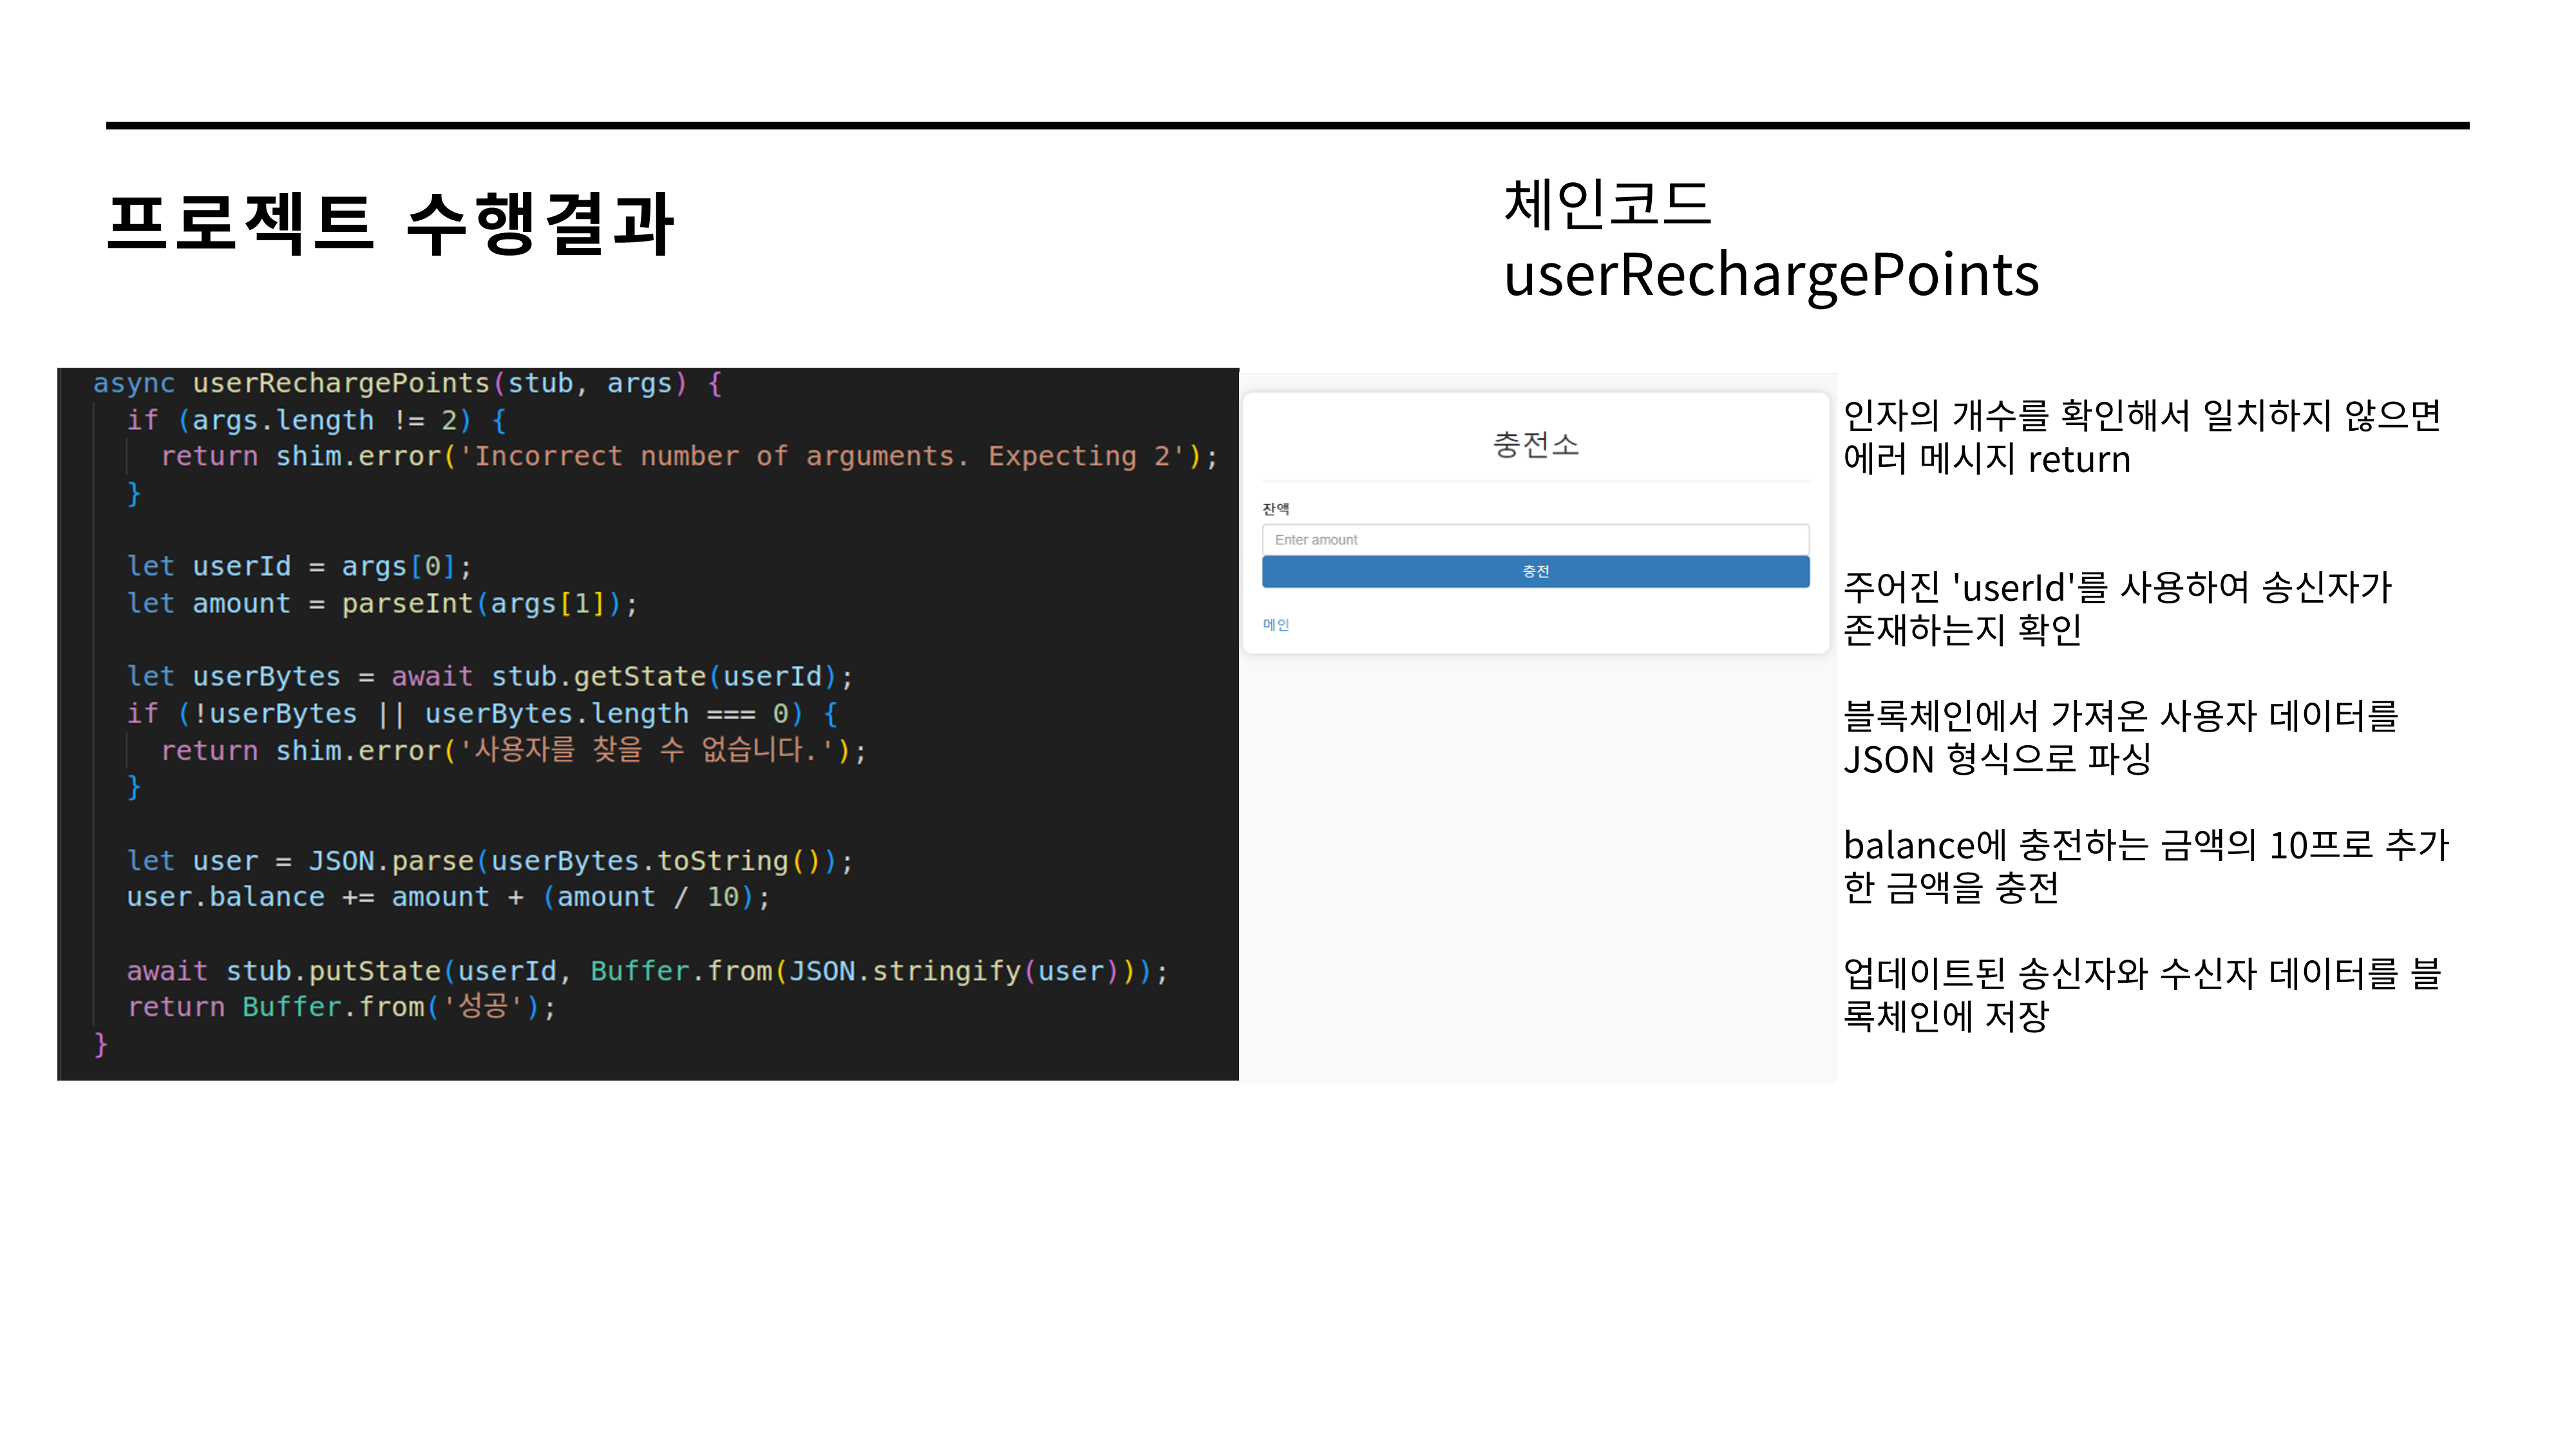 프로젝트 수행결과
체인코드
userRechargePoints
async userRechargePoints(stub, args) {
if (args.length != 2) {
return shim.error('Incorrect number of arguments. Expecting 2');
}
let userId = args[0];
let amount = parseInt(args[1]);
let userBytes = await stub.getState(userId);
if (!userBytes || userBytes.length === 0) {
return shim.error('사용자를 찾을 수 없습니다.');
}
let user = JSON.parse(userBytes.toString());
user.balance += amount + (amount / 10);
await stub.putState(userId, Buffer.from(JSON.stringify(user)));
return Buffer.from('성공');
}
충전소
잔액
Enter amount
충전
메인
인자의 개수를 확인해서 일치하지 않으면
에러 메시지 return
주어진 'userId'를 사용하여 송신자가
존재하는지 확인
블록체인에서 가져온 사용자 데이터를
JSON 형식으로 파싱
balance에 충전하는 금액의 10프로 추가
한 금액을 충전
업데이트된 송신자와 수신자 데이터를 블
록체인에 저장